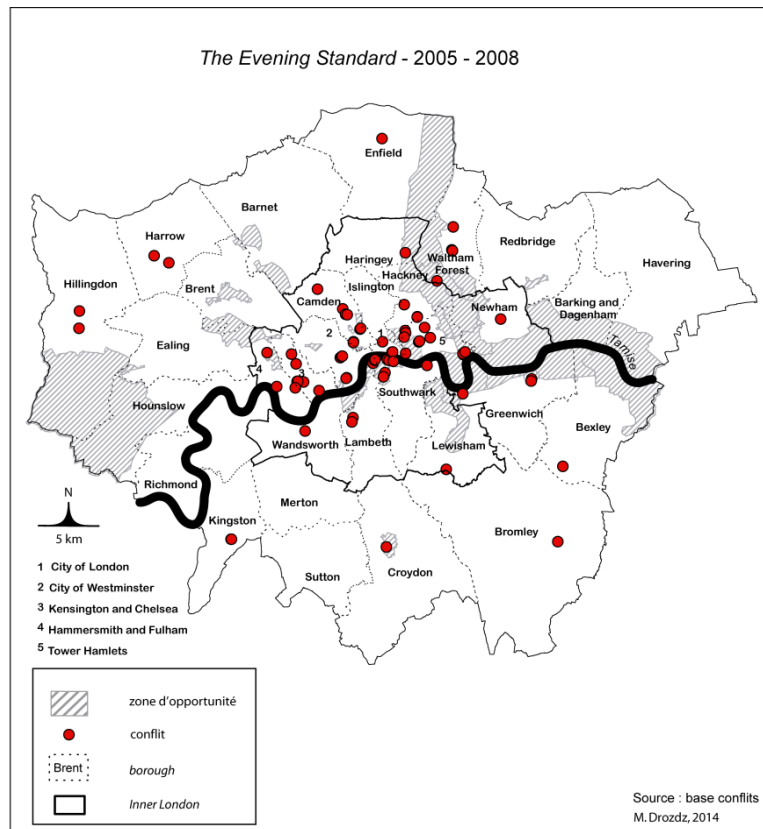 The Evening Standard - 2005 - 2008
Enfield
Barnet
Harrow
Redbridge
Waltham
Forest
Haringey
Havering
Hackney
Hillingdon
Islington
Brent
Camden
Newham
Barking and
Dagenham
2
1
5
Ealing
Tamise
4
3
Southwark
Hounslow
Greenwich
Bexley
Wandsworth
Lambeth
Lewisham
Richmond
N
Merton
Kingston
5 km
Bromley
Croydon
Sutton
1 City of London
2 City of Westminster
3 Kensington and Chelsea
4 Hammersmith and Fulham
5 Tower Hamlets
zone d'opportunité
conflit
Brent borough
Inner London
Source : base conflits
M. Drozdz, 2014